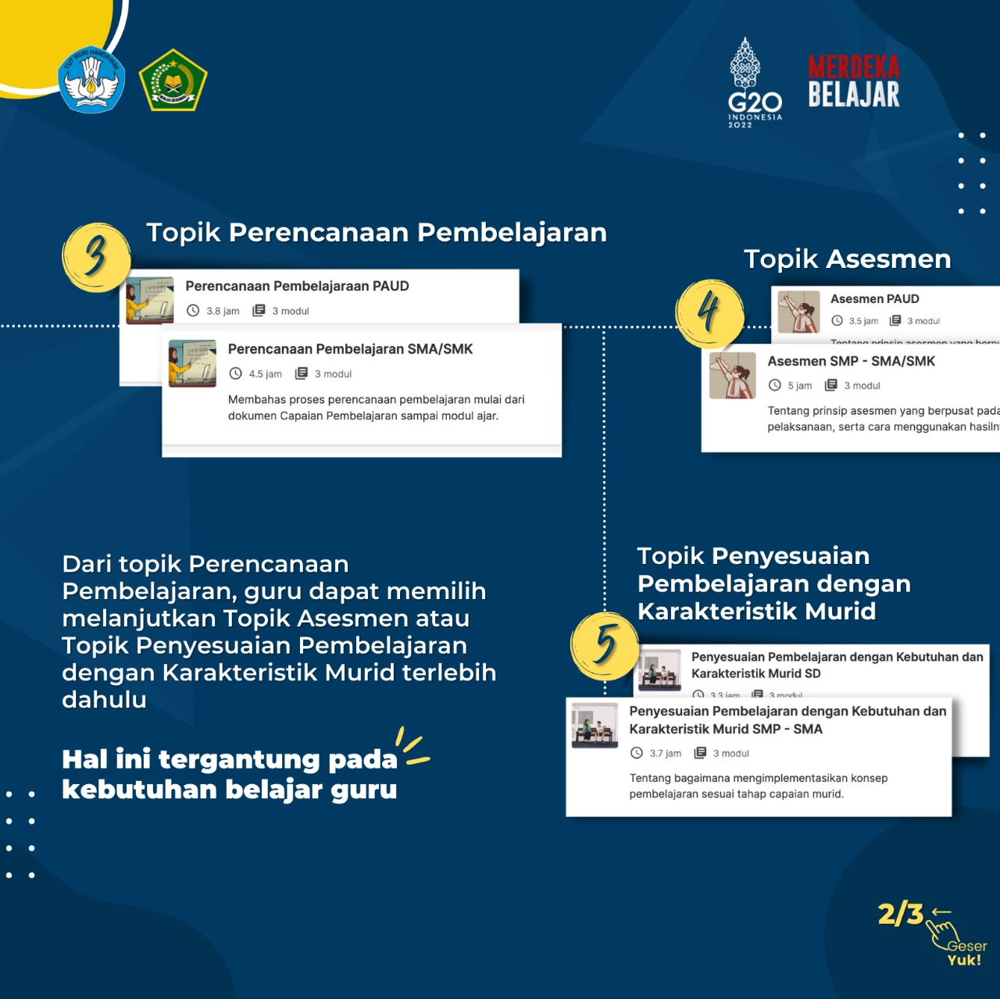 TUT WURI HANDAYANI
G20
INDONESIA
2022
MERDEKA
BELAJAR
3
Topik Perencanaan Pembelajaran
Perencanaan Pembelajaraan PAUD
3.8 jam 3 modul
Perencanaan Pembelajaran SMA/SMK
4.5 jam 3 modul
Membahas proses perencanaan pembelajaran mulai dari
dokumen Capaian Pembelajaran sampai modul ajar.
Topik Asesmen
4
Asesmen PAUD
3.5 jam 3 modul
Tentang prinsip asesmen yang
Asesmen SMP - SMA/SMK
5 jam 3 modul
Tentang prinsip asesmen yang berpusat pada
pelaksanaan, serta cara menggunakan
Dari topik Perencanaan
Pembelajaran, guru dapat memilih
melanjutkan Topik Asesmen atau
Topik Penyesuaian Pembelajaran
dengan Karakteristik Murid terlebih
dahulu
Hal ini tergantung pada
kebutuhan belajar guru
Topik Penyesuaian
Pembelajaran dengan
Karakteristik Murid
5
Penyesuaian Pembelajaran dengan Kebutuhan dan
Karakteristik Murid SD
3.3 jam 3 modul
Penyesuaian Pembelajaran dengan Kebutuhan dan
Karakteristik Murid SMP - SMA
3.7 jam 3 modul
Tentang bagaimana mengimplementasikan konsep
pembelajaran sesuai tahap capaian murid.
2/3
Geser
Yuk!